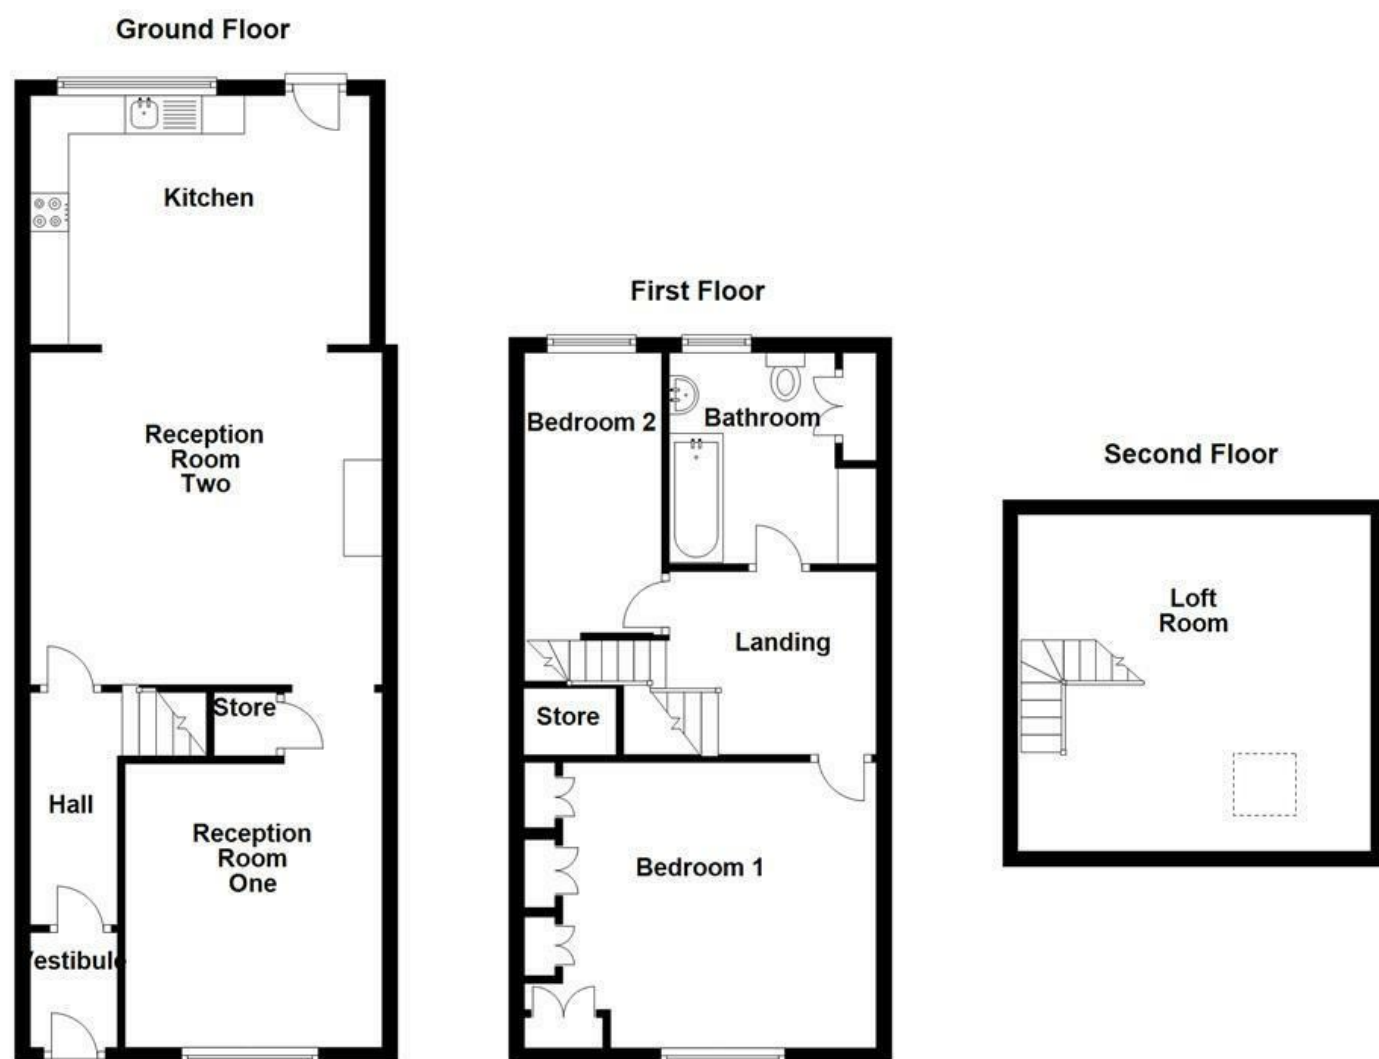 Ground Floor
Kitchen
Reception
Room
Two
Store
Hall
Reception
Room
One
Vestibule
First Floor
Bedroom 2
Bathroom
Landing
Store
Bedroom 1
Second Floor
Loft
Room